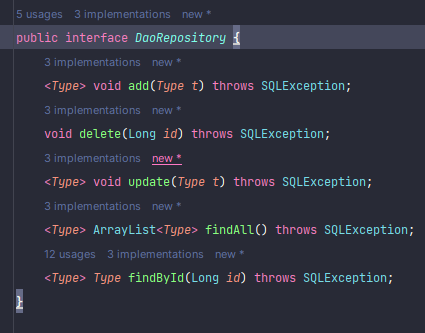 5 usages 3 implementations new *
public interface DaoRepository {
3 implementations new *
<Type> void add(Type t) throws SQLException;
3 implementations new *
void delete(Long id) throws SQLException;
3 implementations new *
<Type> void update(Type t) throws SQLException;
3 implementations new *
<Type> ArrayList<Type> findAll() throws SQLException;
12 usages 3 implementations new *
<Type> Type findById(Long id) throws SQLException;
}